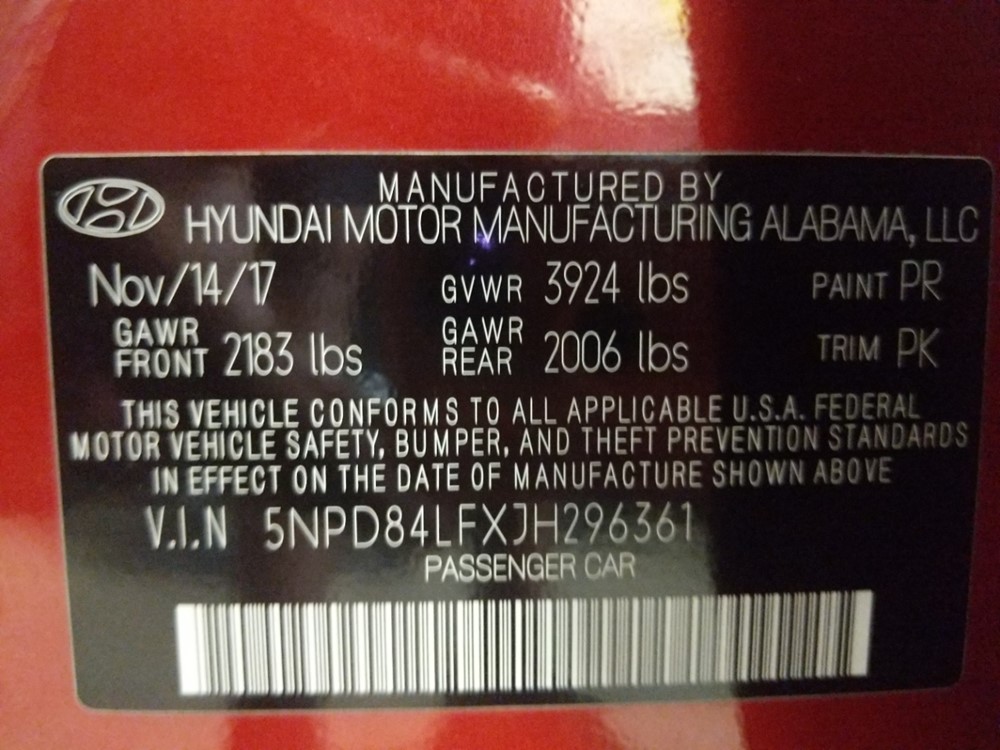 MANUFACTURED BY
HYUNDAI MOTOR MANUFACTURING ALABAMA, LLC
Nov/14/17 GVWR 3924 lbs PAINT PR
GAWR FRONT 2183 lbs GAWR REAR 2006 lbs TRIM PK
THIS VEHICLE CONFORMS TO ALL APPLICABLE U.S.A. FEDERAL
MOTOR VEHICLE SAFETY, BUMPER, AND THEFT PREVENTION STANDARDS
IN EFFECT ON THE DATE OF MANUFACTURE SHOWN ABOVE
V.I.N 5NPD84LFXJH296361
PASSENGER CAR